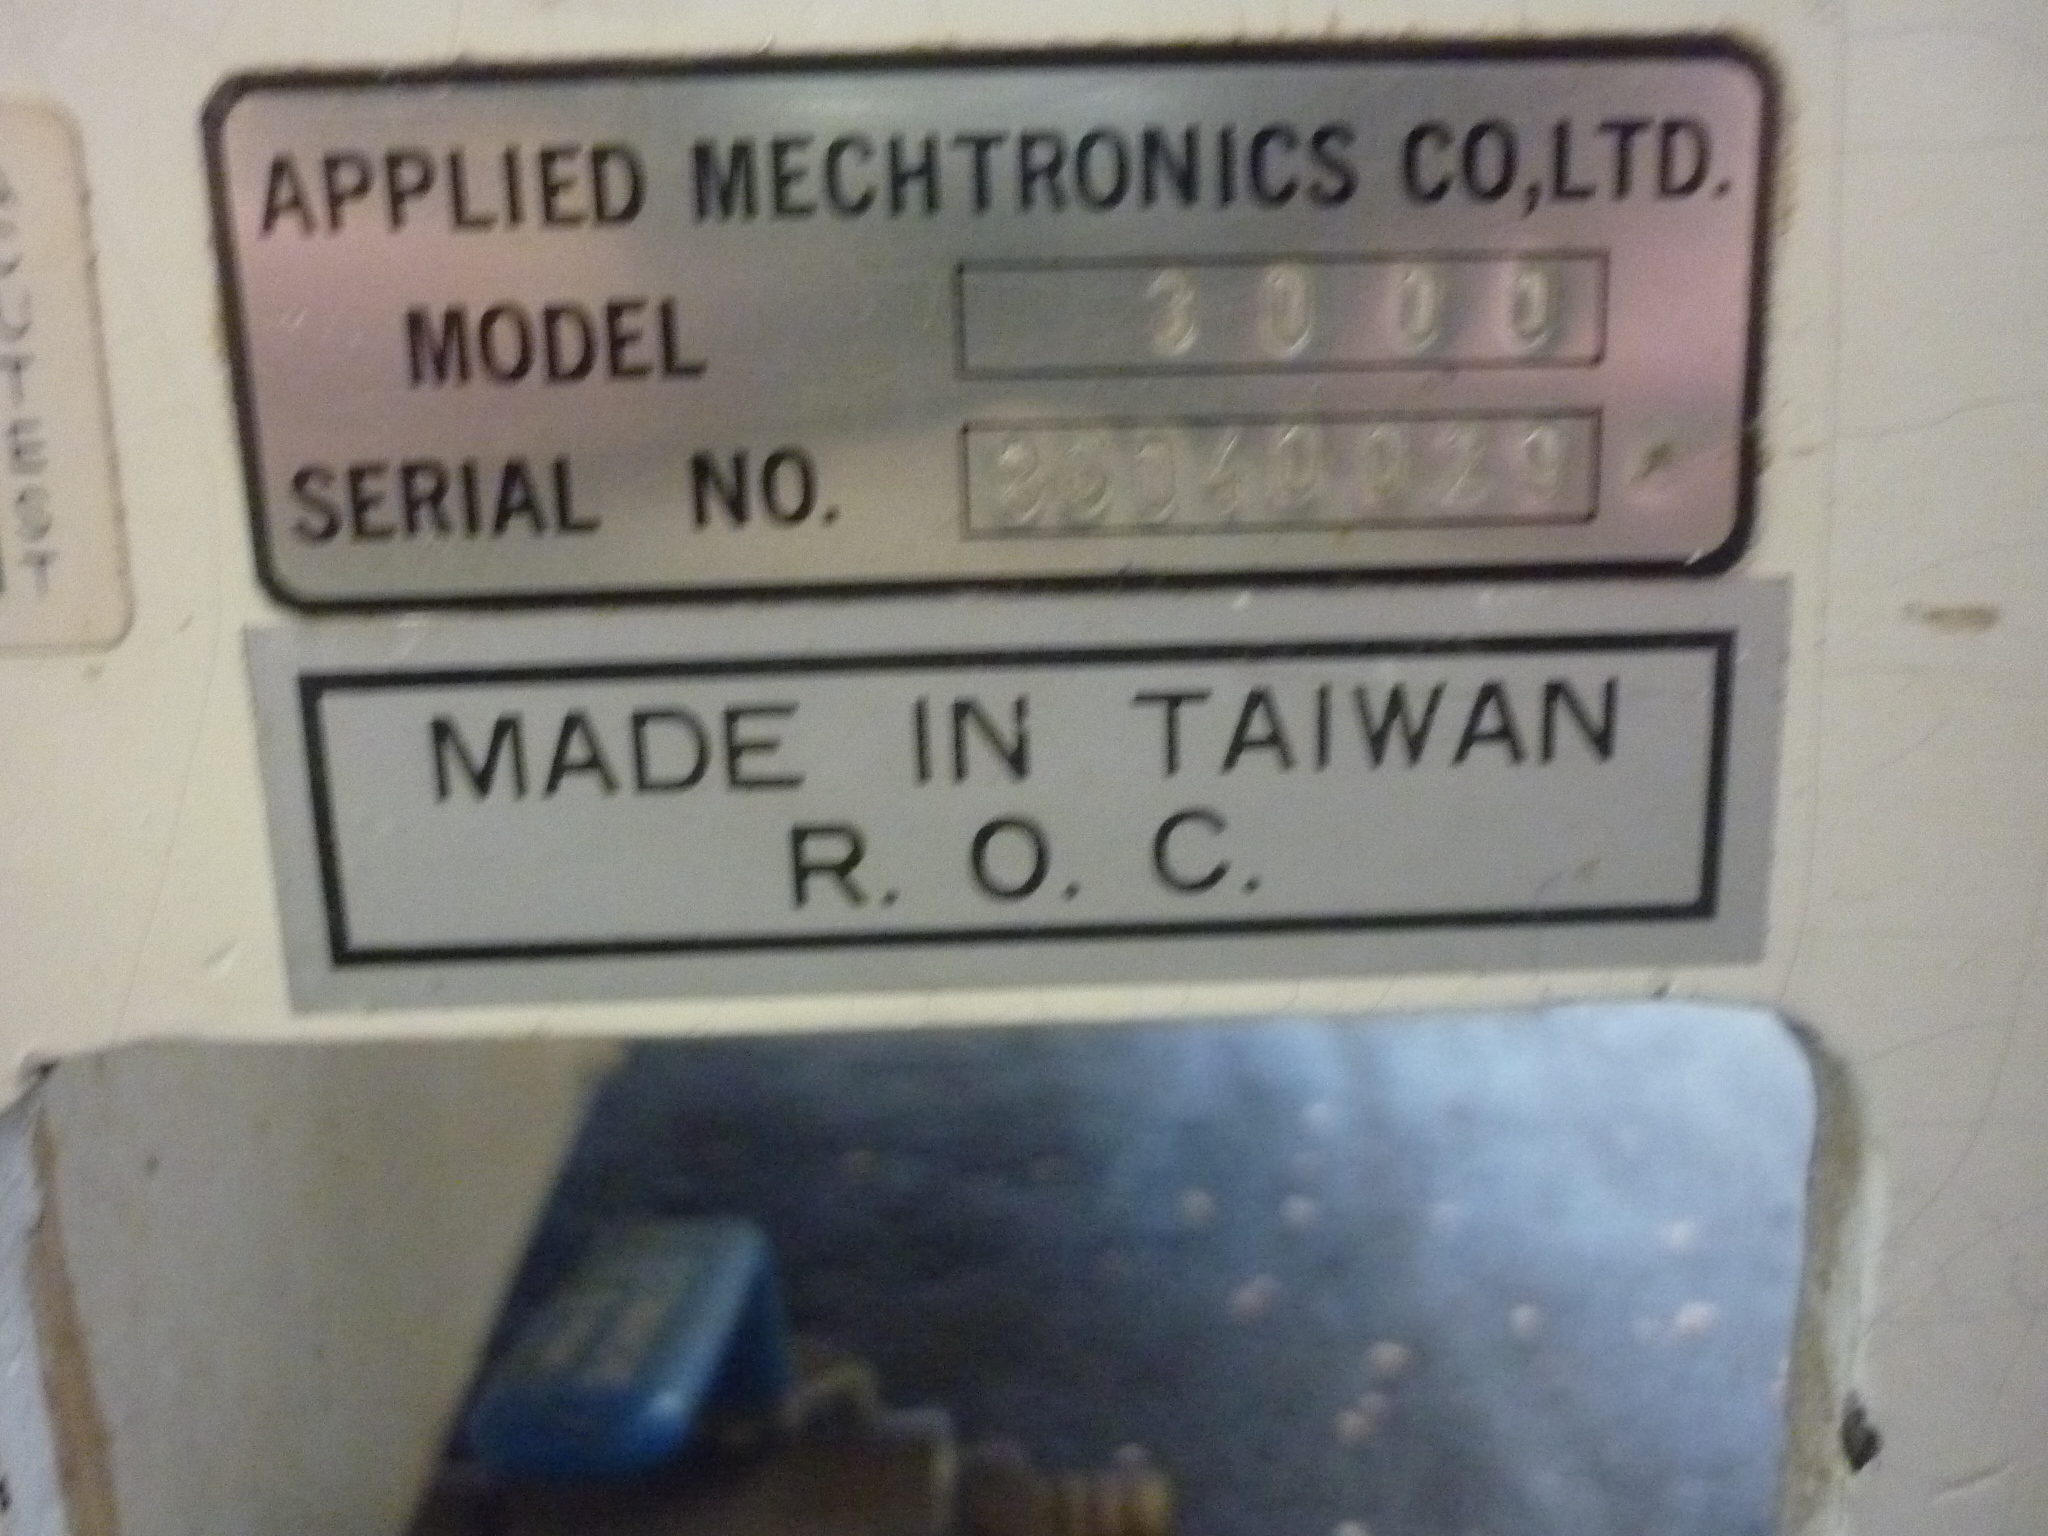 APPLIED MECHTRONICS CO,LTD.
MODEL 3000
SERIAL NO.
MADE IN TAIWAN
R. O. C.